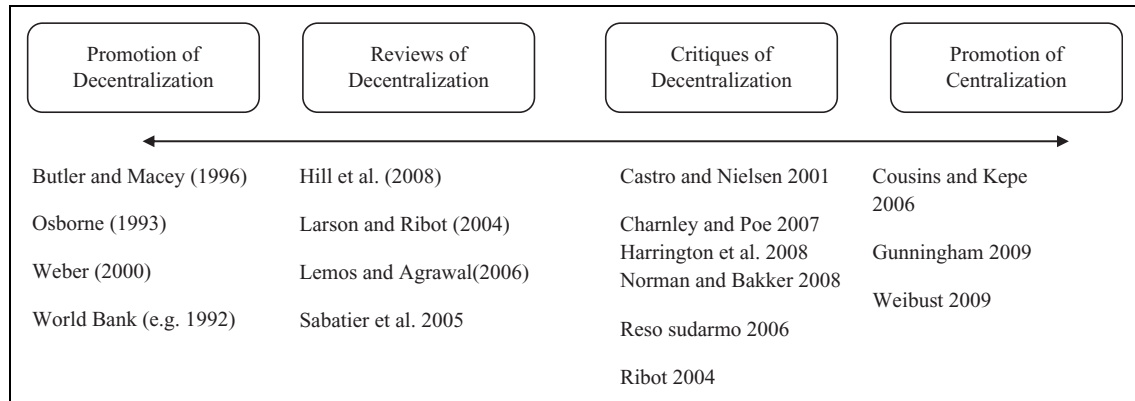 Promotion of
Decentralization
Reviews of
Decentralization
Critiques of
Decentralization
Promotion of
Centralization
Butler and Macey (1996)
Osborne (1993)
Weber (2000)
World Bank (e.g. 1992)
Hill et al. (2008)
Larson and Ribot (2004)
Lemos and Agrawal(2006)
Sabatier et al. 2005
Castro and Nielsen 2001
Charnley and Poe 2007
Harrington et al. 2008
Norman and Bakker 2008
Reso sudarmo 2006
Ribot 2004
Cousins and Kepe
2006
Gunningham 2009
Weibust 2009